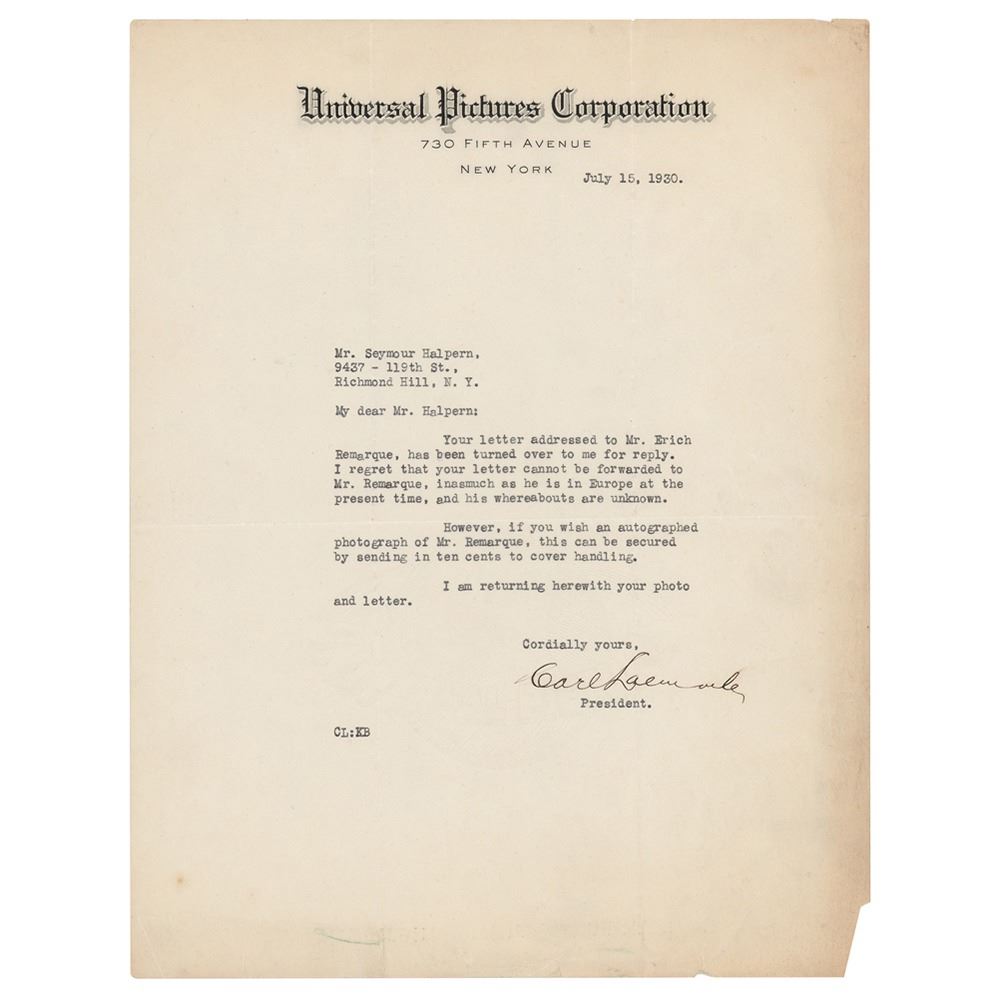 Universal Pictures Corporation
730 FIFTH AVENUE
NEW YORK
July 15, 1930.
Mr. Seymour Halpern,
9437 - 119th St.,
Richmond Hill, N. Y.
My dear Mr. Halpern:
Your letter addressed to Mr. Erich
Remarque, has been turned over to me for reply.
I regret that your letter cannot be forwarded to
Mr. Remarque, inasmuch as he is in Europe at the
present time, and his whereabouts are unknown.
However, if you wish an autographed
photograph of Mr. Remarque, this can be secured
by sending in ten cents to cover handling.
I am returning herewith your photo
and letter.
Cordially yours,
Carl Laemmle
President.
CL:KB